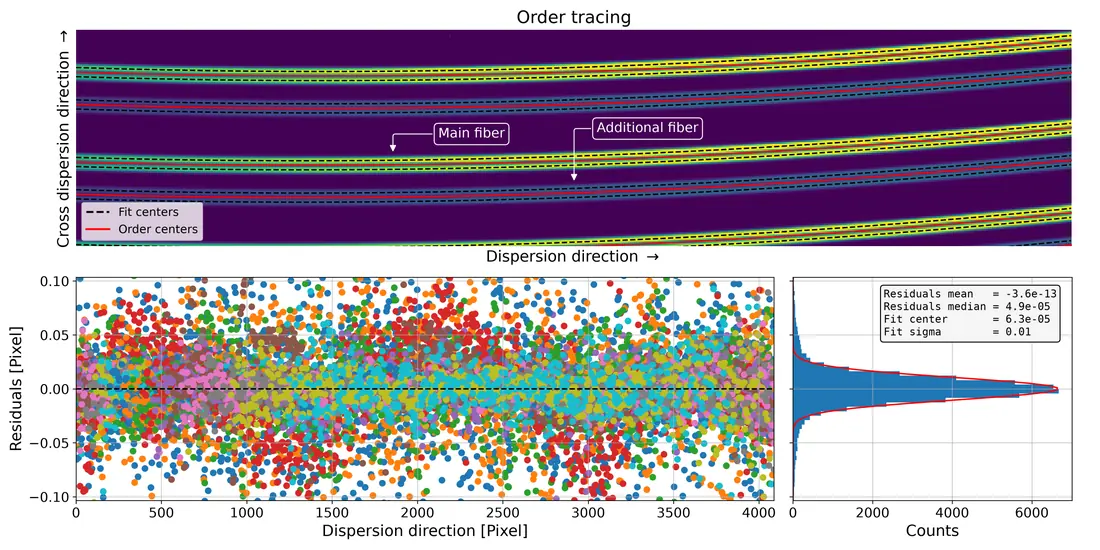 Order tracing
Cross dispersion direction →
Main fiber
Additional fiber
Fit centers
Order centers
Dispersion direction →
Residuals [Pixel]
0.10
0.05
0.00
−0.05
−0.10
0 500 1000 1500 2000 2500 3000 3500 4000
Dispersion direction [Pixel]
Residuals mean = -3.6e-13
Residuals median = 4.9e-05
Fit center = 6.3e-05
Fit sigma = 0.01
0 2000 4000 6000
Counts